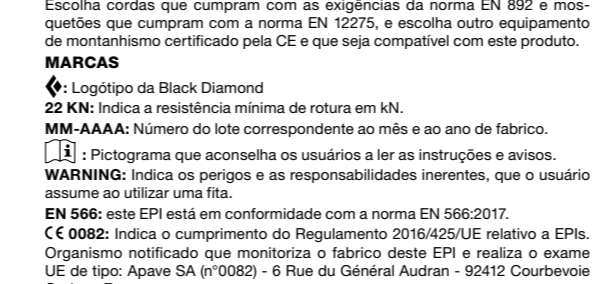 Escolha cordas que cumpram com as exigências da norma EN 892 e mos-
quetões que cumpram com a norma EN 12275, e escolha outro equipamento
de montanhismo certificado pela CE e que seja compatível com este produto.
MARCAS
: Logótipo da Black Diamond
22 KN: Indica a resistência mínima de rotura em kN.
MM-AAAA: Número do lote correspondente ao mês e ao ano de fabrico.
i : Pictograma que aconselha os usuários a ler as instruções e avisos.
WARNING: Indica os perigos e as responsabilidades inerentes, que o usuário
assume ao utilizar uma fita.
EN 566: este EPI está em conformidade com a norma EN 566:2017.
CE 0082: Indica o cumprimento do Regulamento 2016/425/UE relativo a EPIs.
Organismo notificado que monitoriza o fabrico deste EPI e realiza o exame
UE de tipo: Apave SA (n°0082) - 6 Rue du Général Audran - 92412 Courbevoie